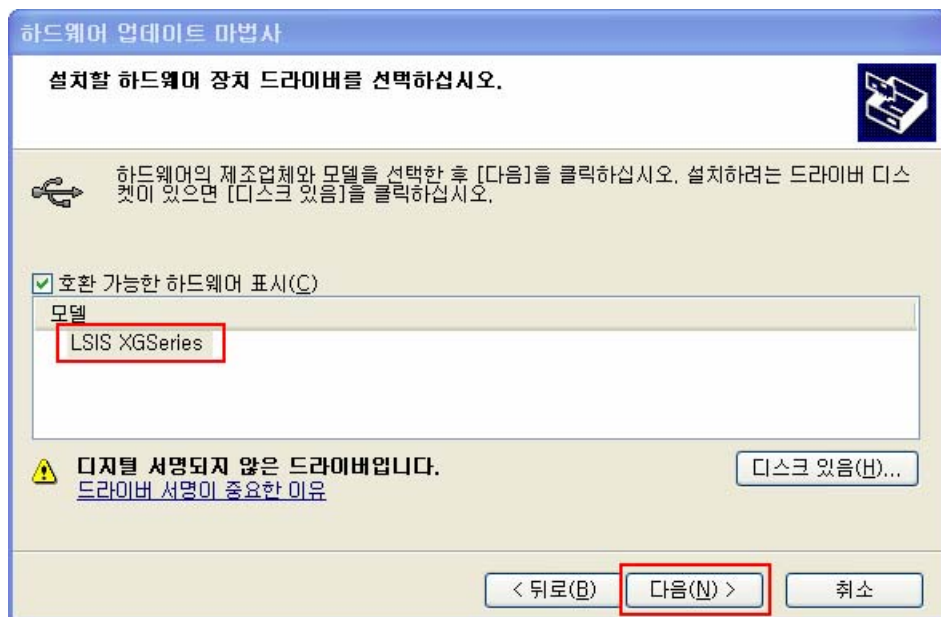 하드웨어 업데이트 마법사
설치할 하드웨어 장치 드라이버를 선택하십시오.
하드웨어의 제조업체와 모델을 선택한 후 [다음]을 클릭하십시오. 설치하려는 드라이버 디스
켓이 있으면 [디스크 있음]을 클릭하십시오.
호환 가능한 하드웨어 표시(C)
모델
LSIS XGSeries
디지털 서명되지 않은 드라이버입니다.
디스크 있음(H)...
드라이버 서명이 중요한 이유
< 뒤로(B) 다음(N) > 취소